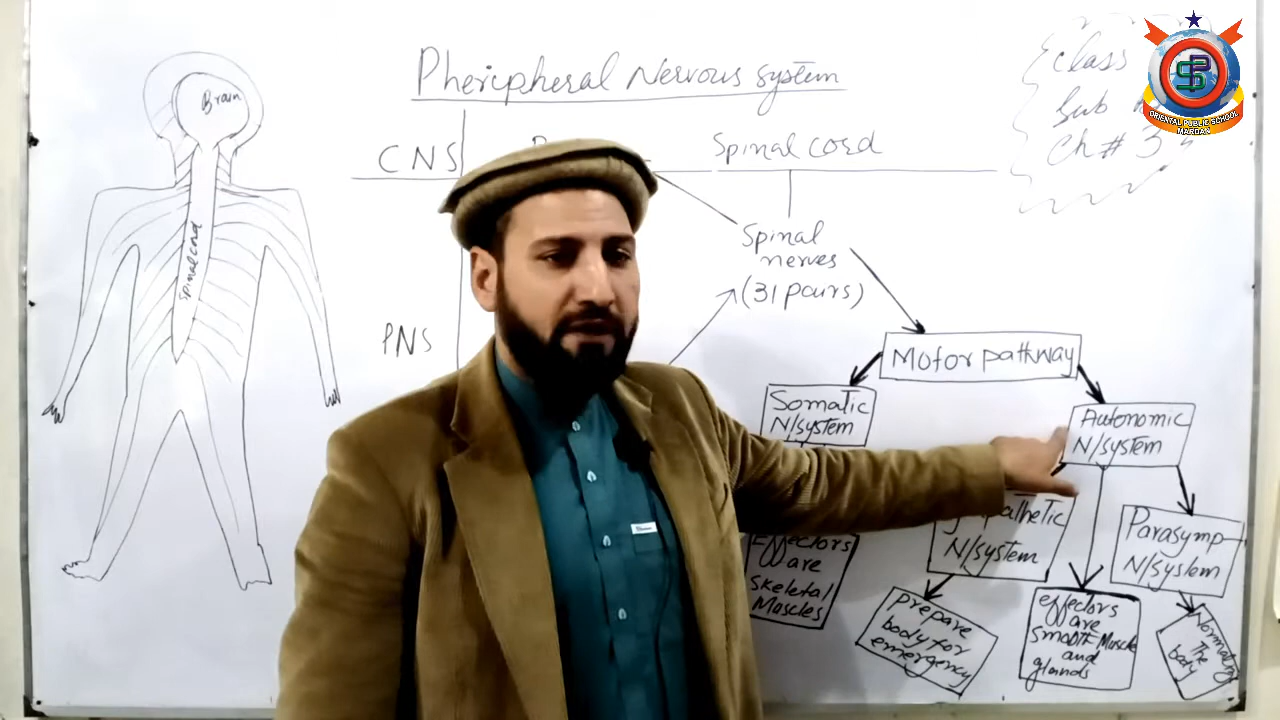 Pheripheral Nervous system
Class
Sub
Ch # 3
ORIENTAL PUBLIC SCHOOL
MARDAN
Brain
Spinal cord
CNS
Spinal cord
Spinal
nerves
(31 pairs)
PNS
Motor pathway
Somatic
N/system
Autonomic
N/system
N/system
Parasymp
N/system
Effectors
are
Skeletal
Muscles
prepare
body for
emergency
effectors
are
Smooth Muscle
and
glands
The
body